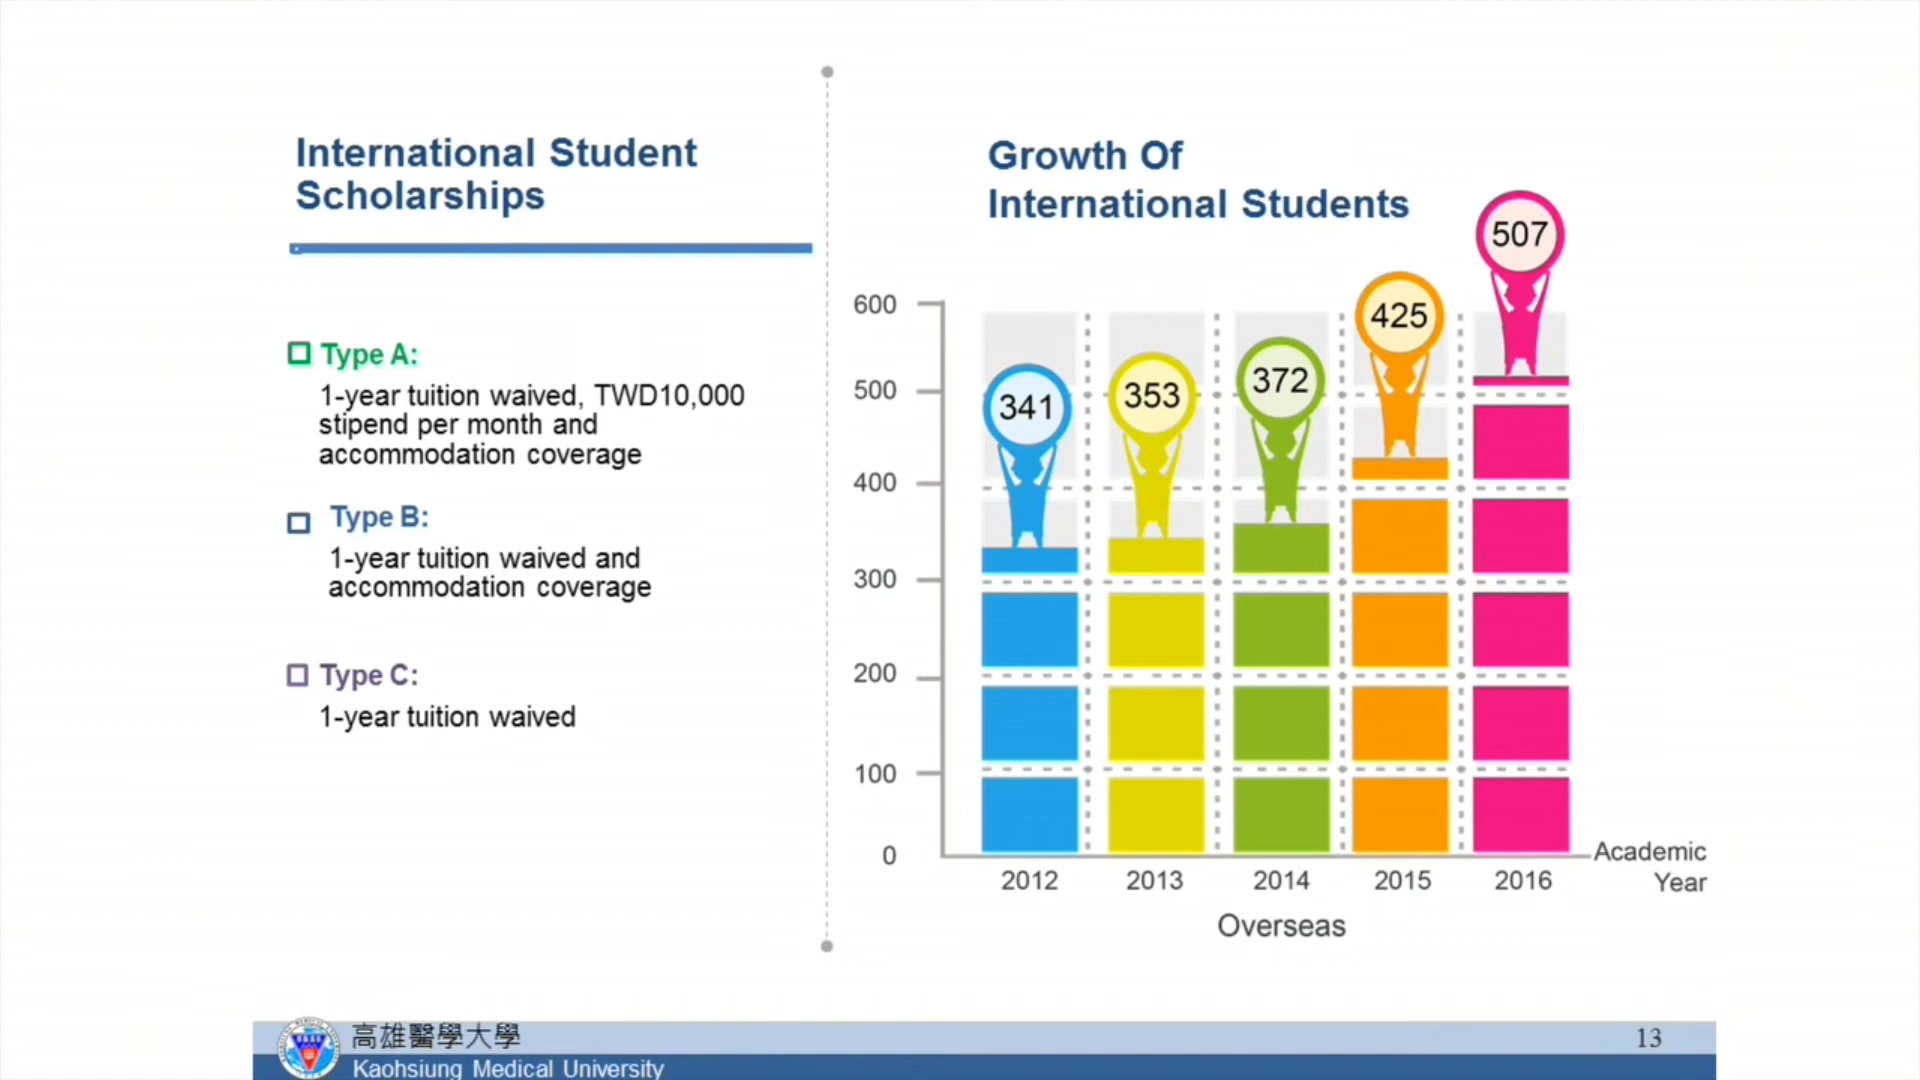 International Student
Scholarships
Type A:
1-year tuition waived, TWD10,000
stipend per month and
accommodation coverage
Type B:
1-year tuition waived and
accommodation coverage
Type C:
1-year tuition waived
Growth Of
International Students
600
500
400
300
200
100
0
341
353
372
425
507
2012
2013
2014
2015
2016
Academic
Year
Overseas
高雄醫學大學
Kaohsiung Medical University
13